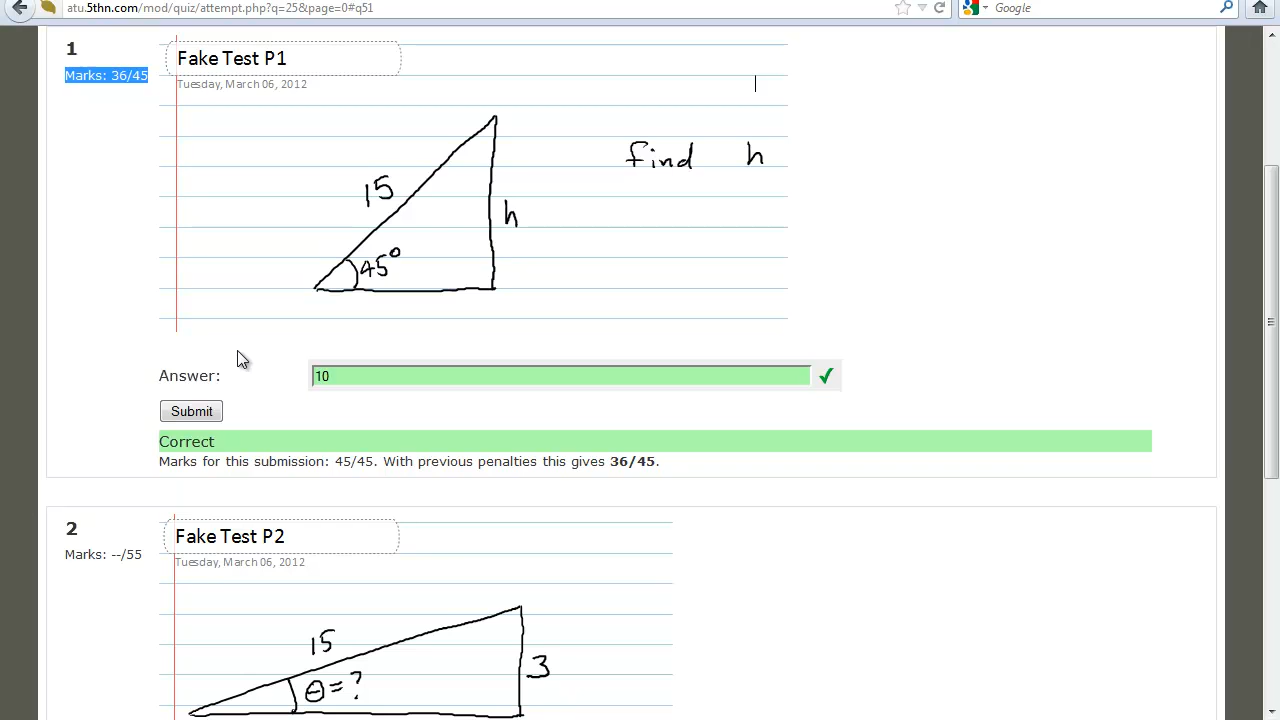 atu.5thn.com/mod/quiz/attempt.php?q=25&page=0#q51
Google
1
Marks: 36/45
Fake Test P1
Tuesday, March 06, 2012
find h
15
h
45°
Answer:
10
Submit
Correct
Marks for this submission: 45/45. With previous penalties this gives 36/45.
2
Marks: --/55
Fake Test P2
Tuesday, March 06, 2012
15
3
θ=?